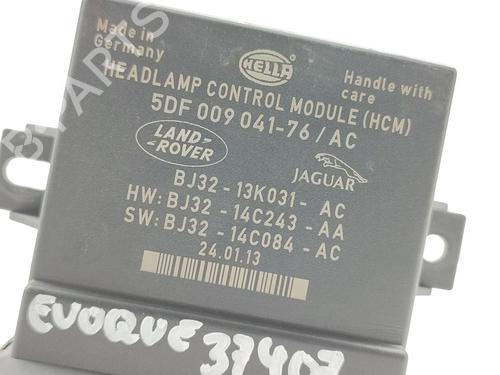 Made in
Germany
HELLA
Handle with
care
HEADLAMP CONTROL MODULE (HCM)
5DF 009 041-76 / AC
LAND-
ROVER
JAGUAR
BJ32 - 13K031 - AC
HW: BJ32 - 14C243 - AA
SW: BJ32 - 14C084 - AC
24.01.13
EVOQUE 37407